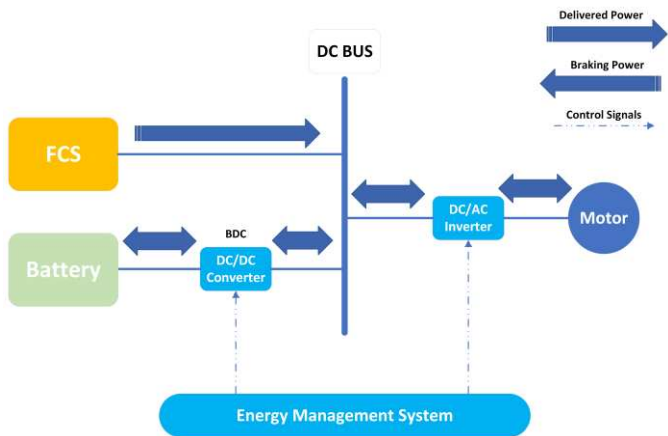 Delivered Power
DC BUS
Braking Power
Control Signals
FCS
DC/AC
Inverter
Motor
BDC
Battery
DC/DC
Converter
Energy Management System